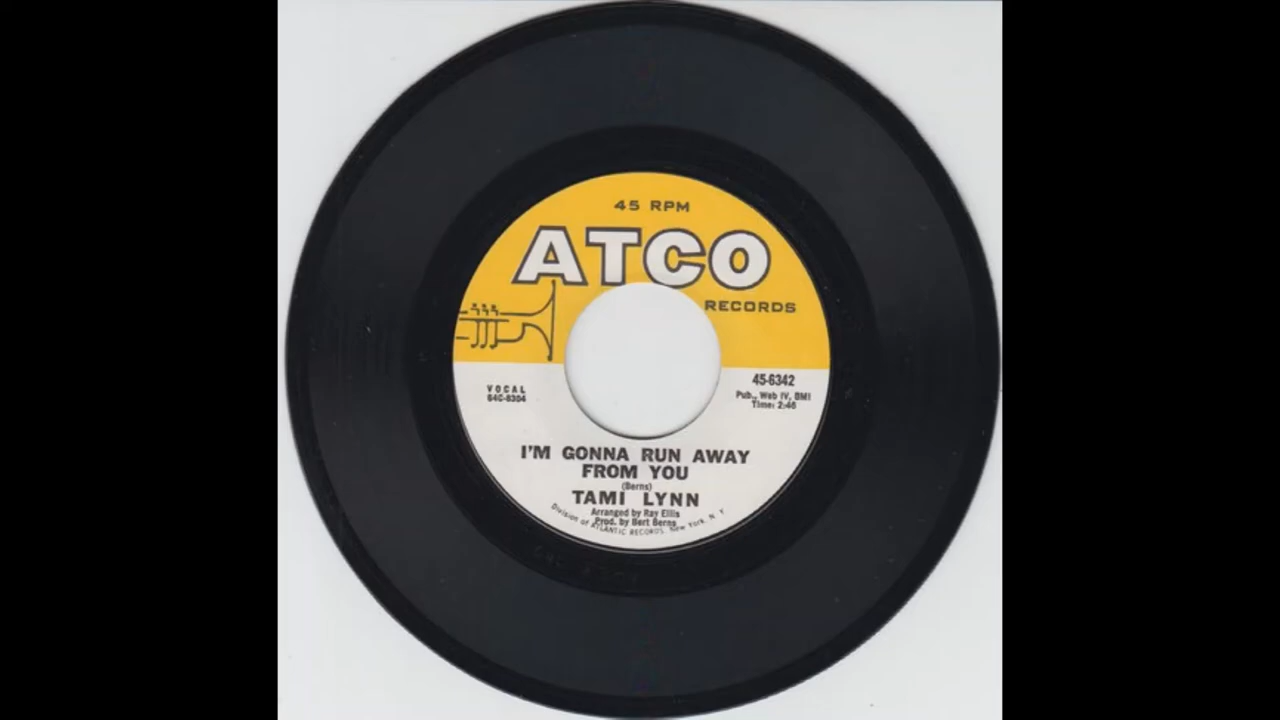 45 RPM
ATCO
RECORDS
VOCAL
64C-8304
45-6342
Pub., Web IV, BMI
Time: 2:46
I'M GONNA RUN AWAY
FROM YOU
(Berns)
TAMI LYNN
Arranged by Ray Ellis
Prod. by Bert Berns
Division of ATLANTIC RECORDS, New York, N. Y.